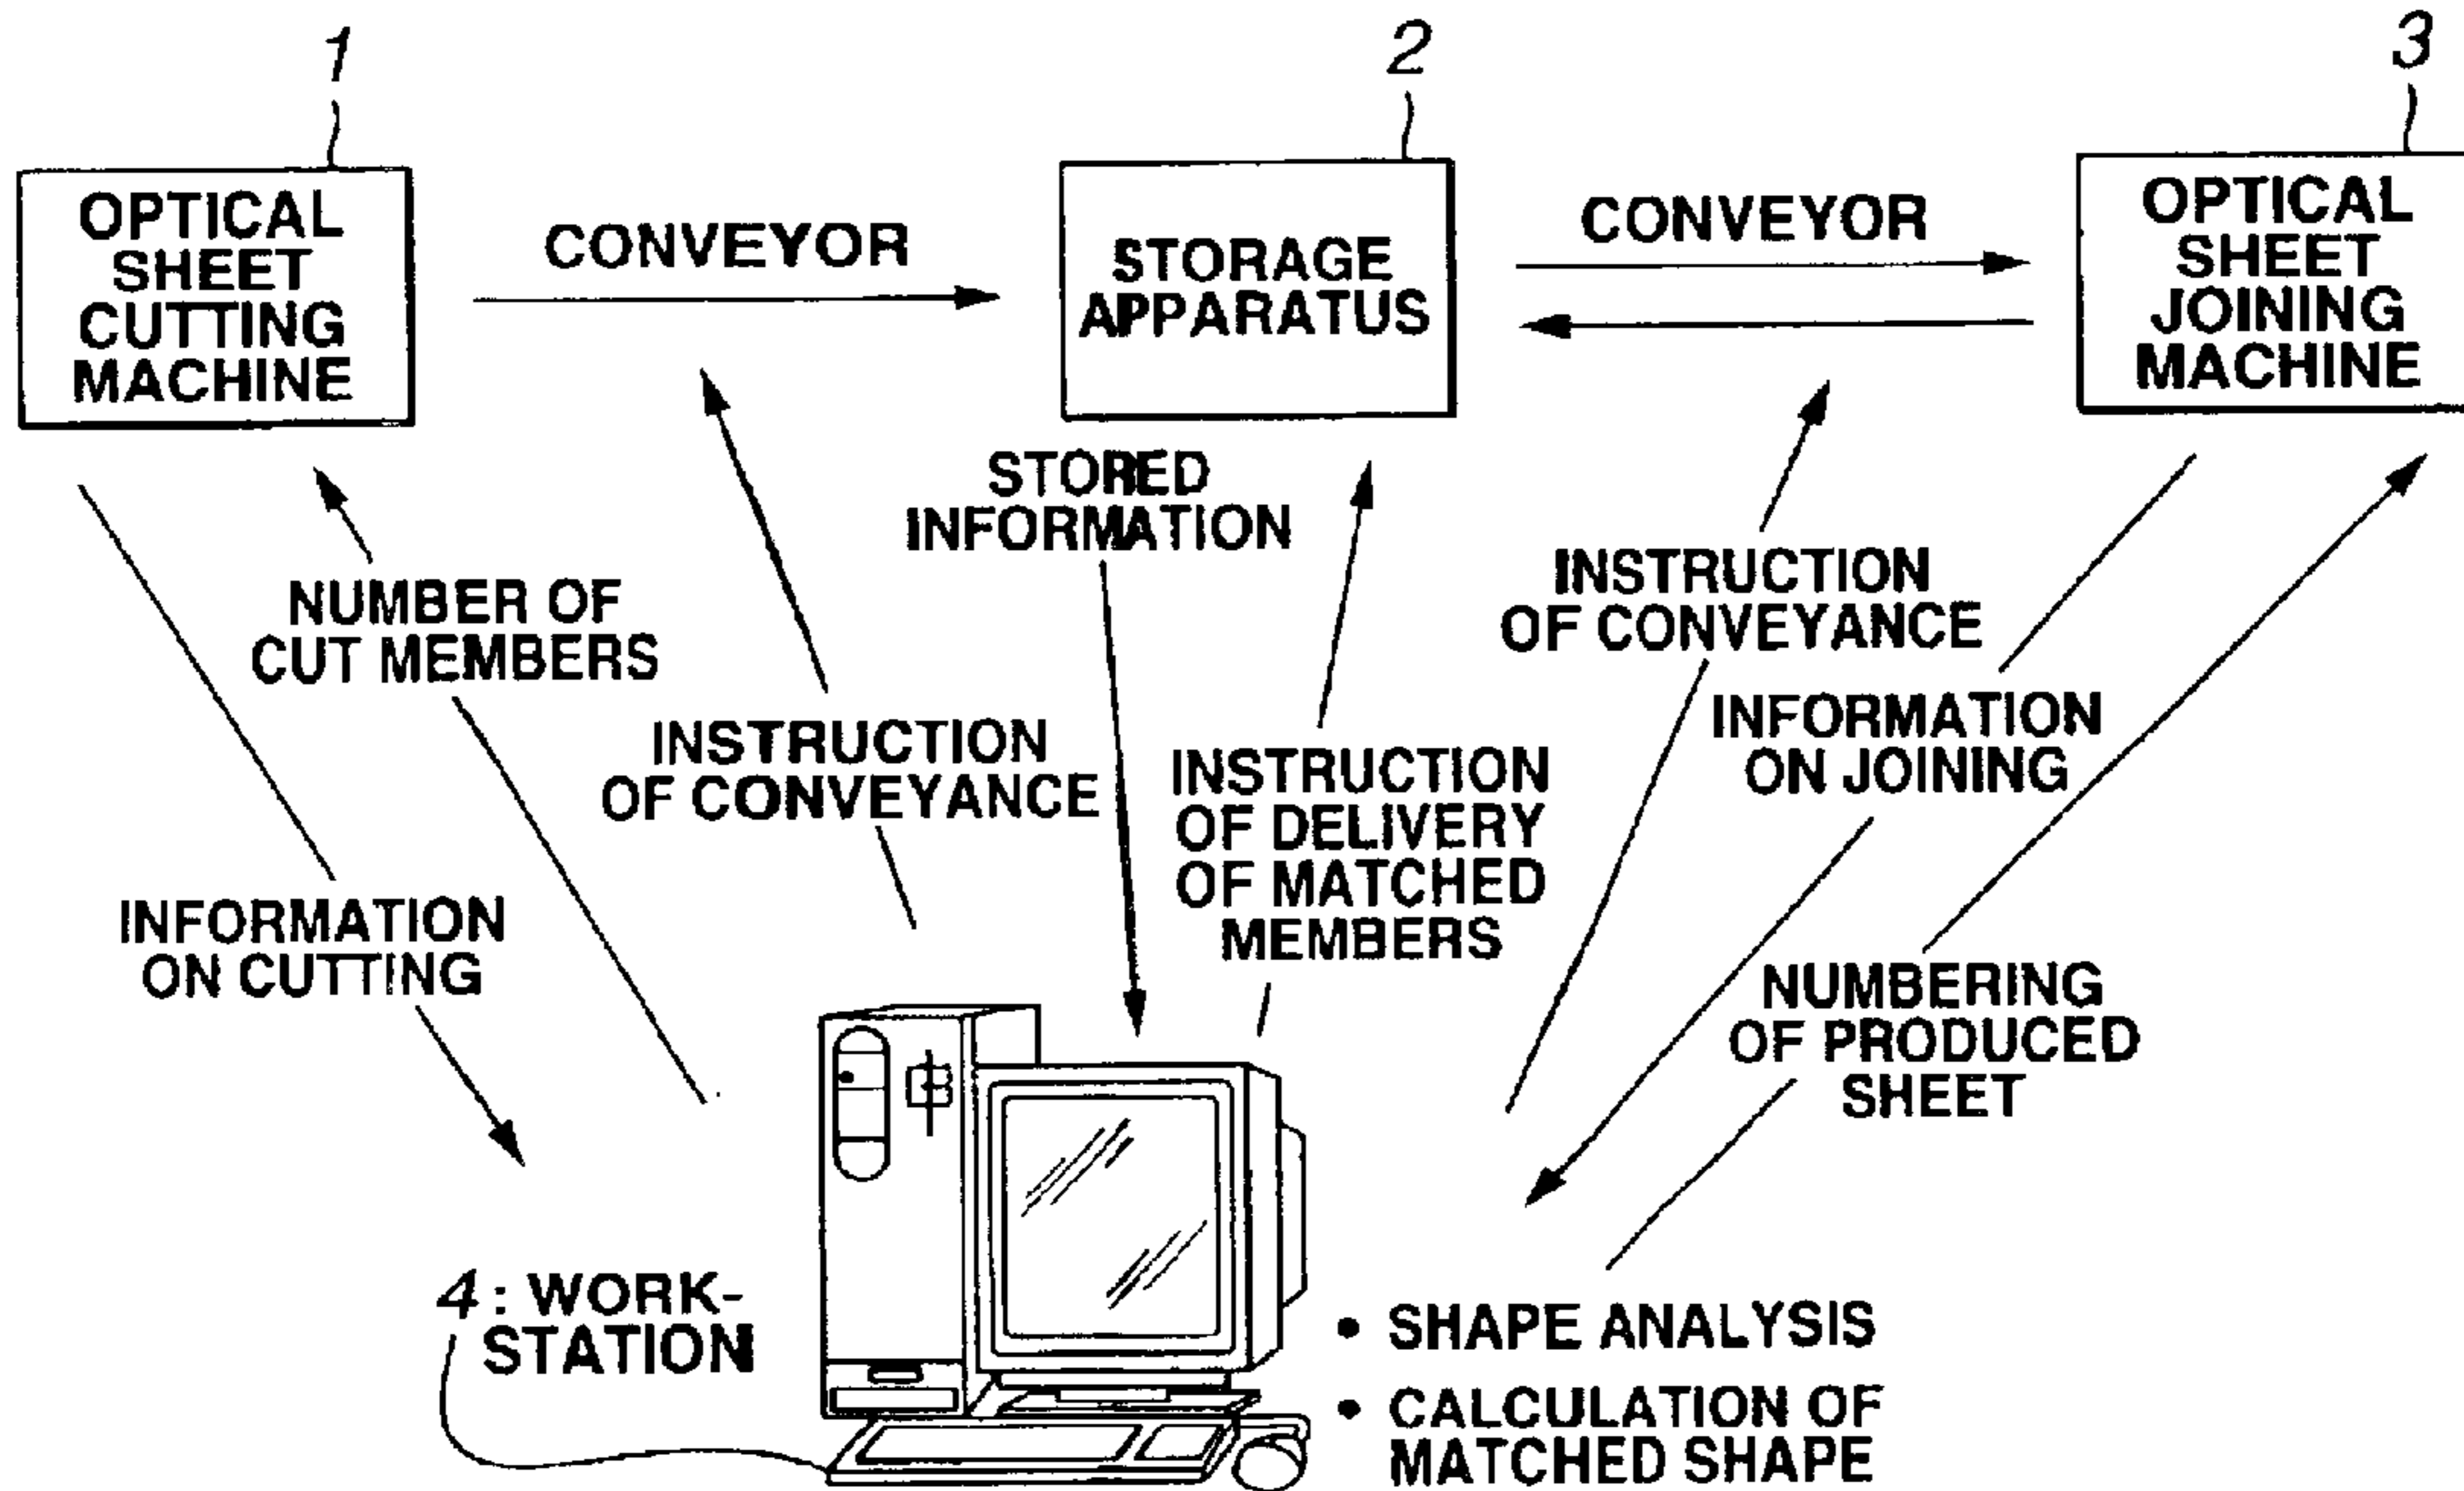 1
2
3
OPTICAL
SHEET
CUTTING
MACHINE
CONVEYOR
STORAGE
APPARATUS
CONVEYOR
OPTICAL
SHEET
JOINING
MACHINE
STORED
INFORMATION
NUMBER OF
CUT MEMBERS
INSTRUCTION
OF CONVEYANCE
INSTRUCTION
OF CONVEYANCE
INFORMATION
ON JOINING
INSTRUCTION
OF DELIVERY
OF MATCHED
MEMBERS
INFORMATION
ON CUTTING
NUMBERING
OF PRODUCED
SHEET
4: WORK-
STATION
• SHAPE ANALYSIS
• CALCULATION OF
MATCHED SHAPE